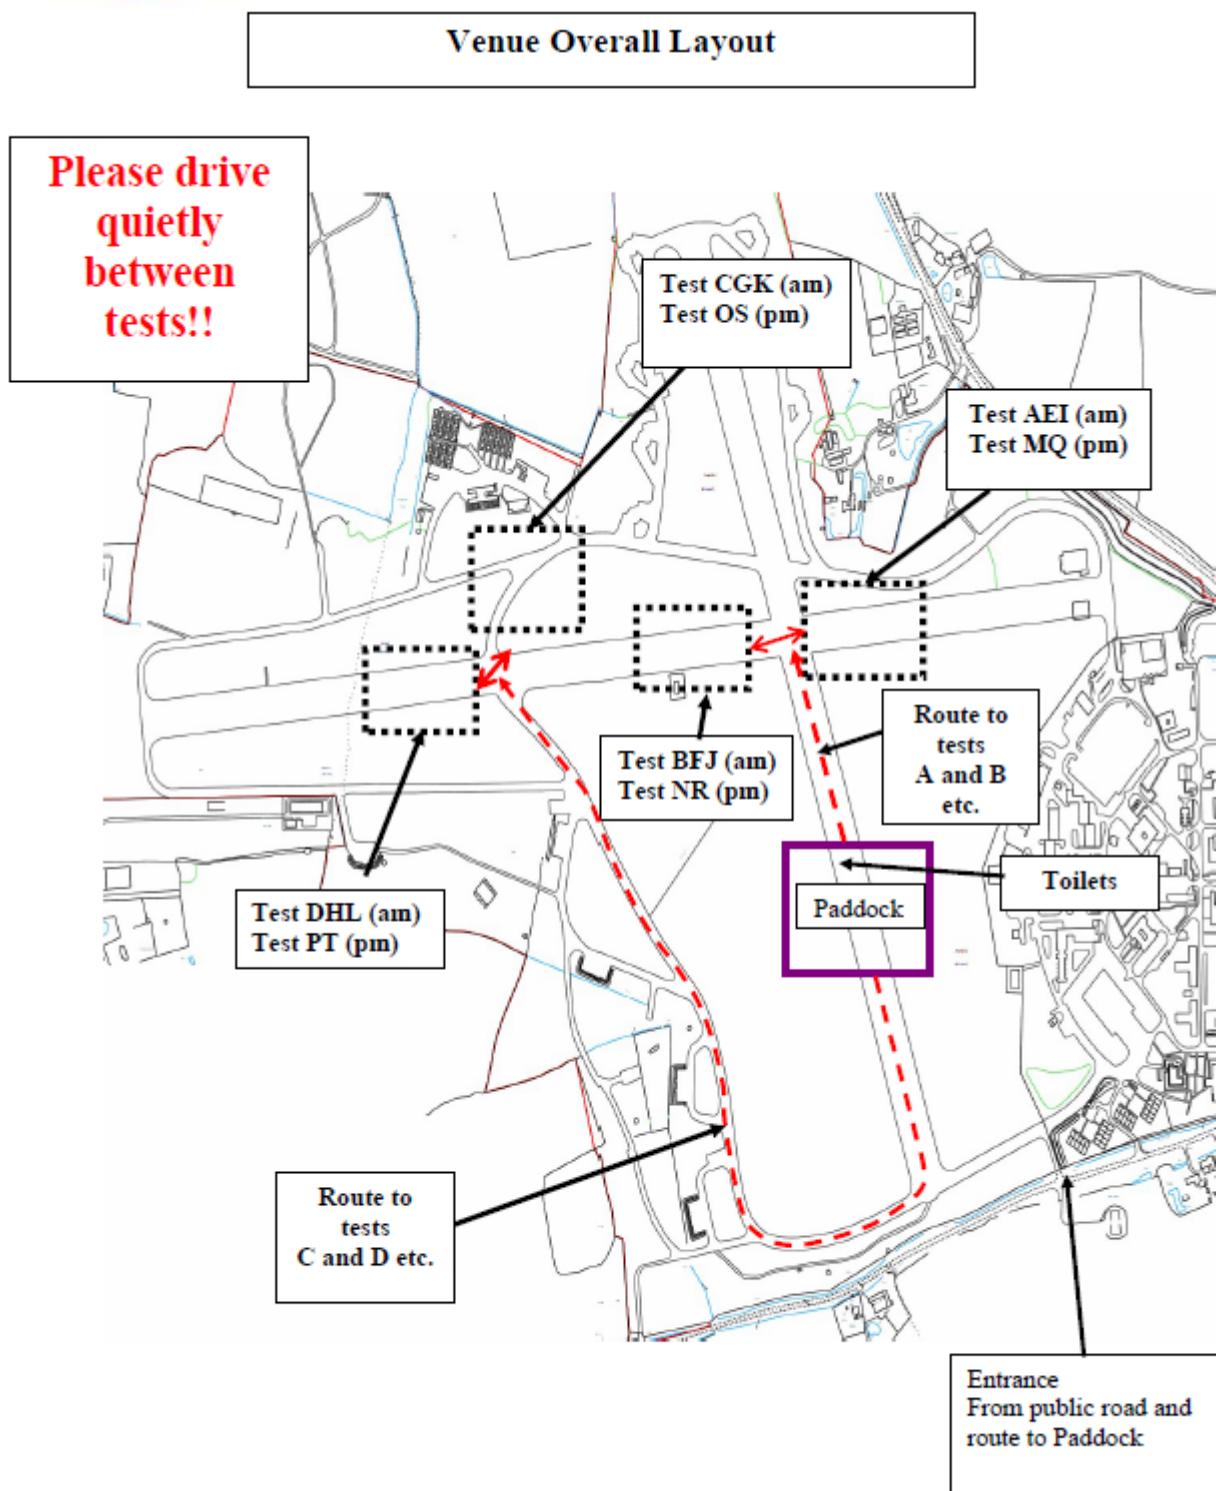 Venue Overall Layout
Please drive
quietly
between
tests!!
Test CGK (am)
Test OS (pm)
Test AEI (am)
Test MQ (pm)
Route to
tests
A and B
etc.
Test BFJ (am)
Test NR (pm)
Toilets
Paddock
Test DHL (am)
Test PT (pm)
Route to
tests
C and D etc.
Entrance
From public road and
route to Paddock